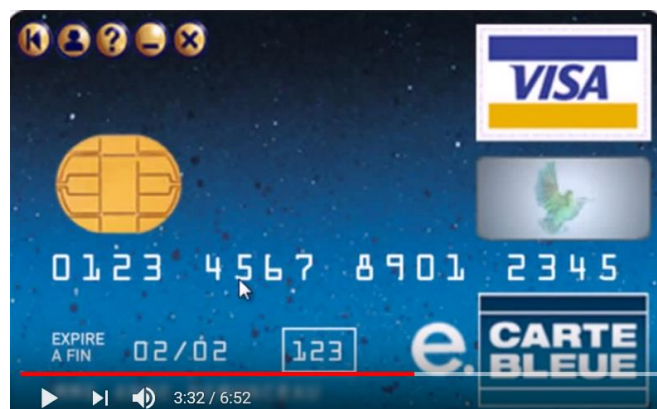 VISA
0123 4567 8901 2345
EXPIRE
A FIN
02/02
123
e. CARTE
BLEUE
3:32 / 6:52